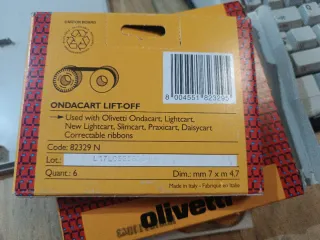 8 004551 823290
ONDACART LIFT-OFF
Used with Olivetti Ondacart, Lightcart,
New Lightcart, Slimcart, Praxicart, Daisycart
Correctable ribbons
Code: 82329 N
Lot.:
Quant.: 6
Dim.: mm 7 x m 4,7
Made in Italy - Fabriqué en Italie
olivetti